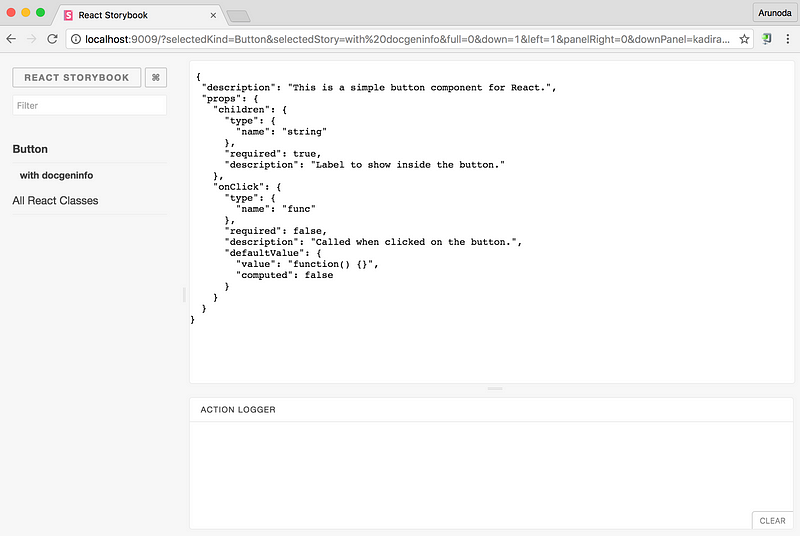 React Storybook
Arunoda
localhost:9009/?selectedKind=Button&selectedStory=with%20docgeninfo&full=0&down=1&left=1&panelRight=0&downPanel=kadira...
REACT STORYBOOK
⌘
Filter
Button
with docgeninfo
All React Classes
{
"description": "This is a simple button component for React.",
"props": {
"children": {
"type": {
"name": "string"
},
"required": true,
"description": "Label to show inside the button."
},
"onClick": {
"type": {
"name": "func"
},
"required": false,
"description": "Called when clicked on the button.",
"defaultValue": {
"value": "function() {}",
"computed": false
}
}
}
}
ACTION LOGGER
CLEAR